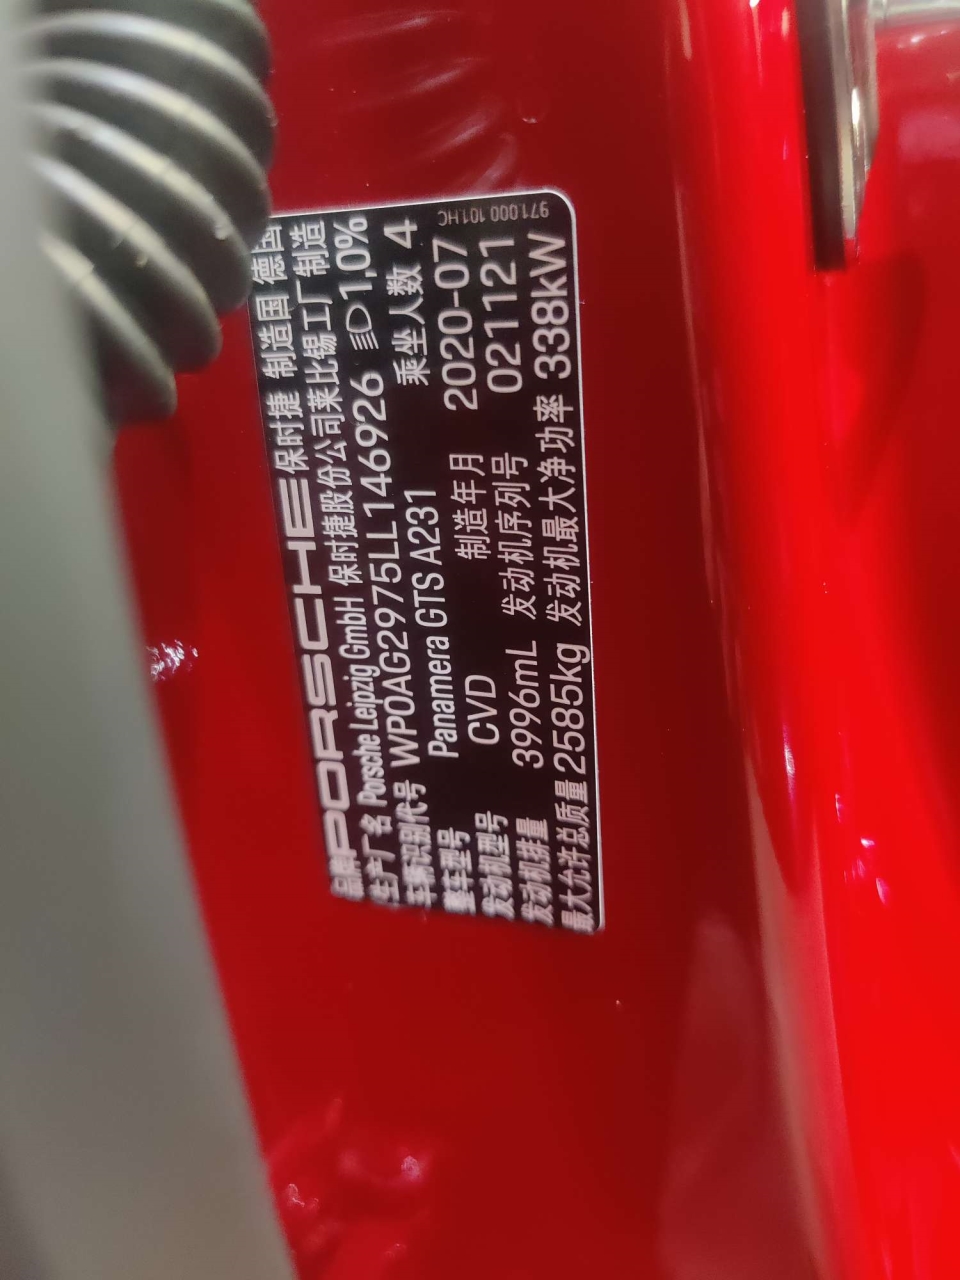 品牌 PORSCHE 保时捷 制造国 德国
生产厂名 Porsche Leipzig GmbH 保时捷股份公司莱比锡工厂制造
车辆识别代号 WP0AG2975LL146926 1,0%
整车型号 Panamera GTS A231 乘坐人数 4
发动机型号 CVD 制造年月 2020-07
发动机排量 3996mL 发动机序列号 021121
最大允许总质量 2585kg 发动机最大净功率 338kW
971.000 101.HC